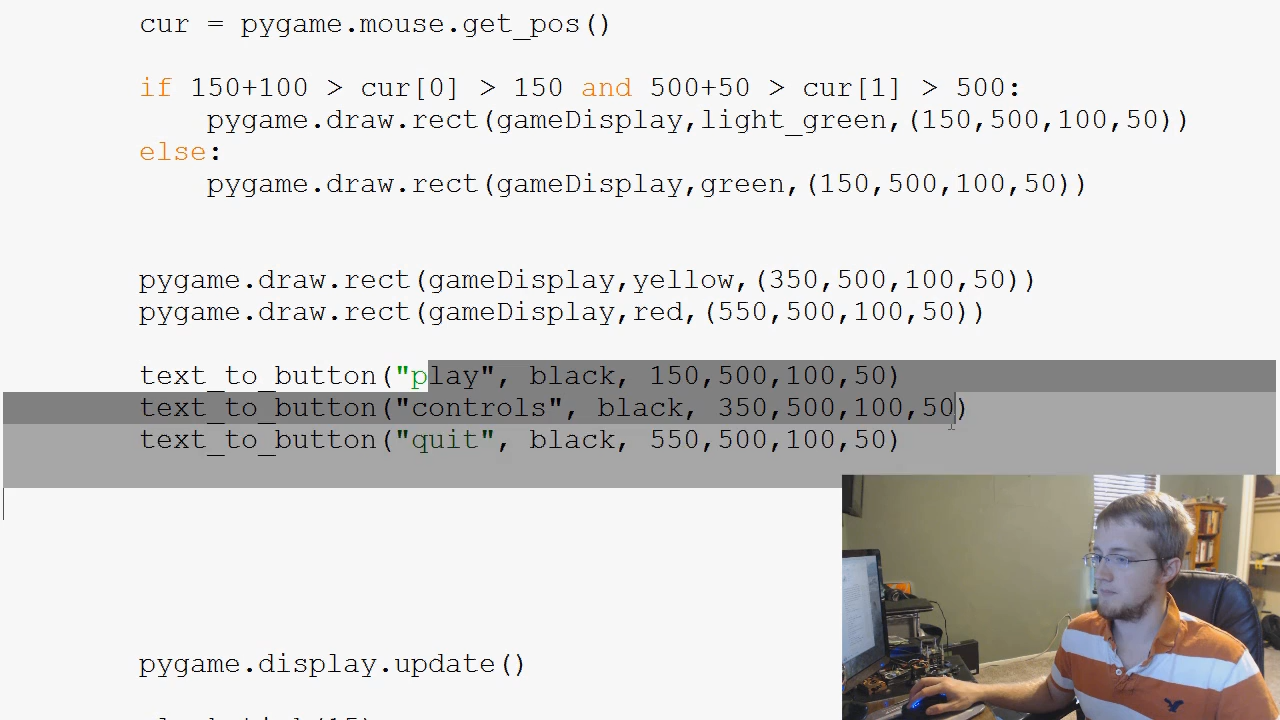 cur = pygame.mouse.get_pos()
if 150+100 > cur[0] > 150 and 500+50 > cur[1] > 500:
pygame.draw.rect(gameDisplay,light_green,(150,500,100,50))
else:
pygame.draw.rect(gameDisplay,green,(150,500,100,50))
pygame.draw.rect(gameDisplay,yellow,(350,500,100,50))
pygame.draw.rect(gameDisplay,red,(550,500,100,50))
text_to_button("play", black, 150,500,100,50)
text_to_button("controls", black, 350,500,100,50)
text_to_button("quit", black, 550,500,100,50)
pygame.display.update()